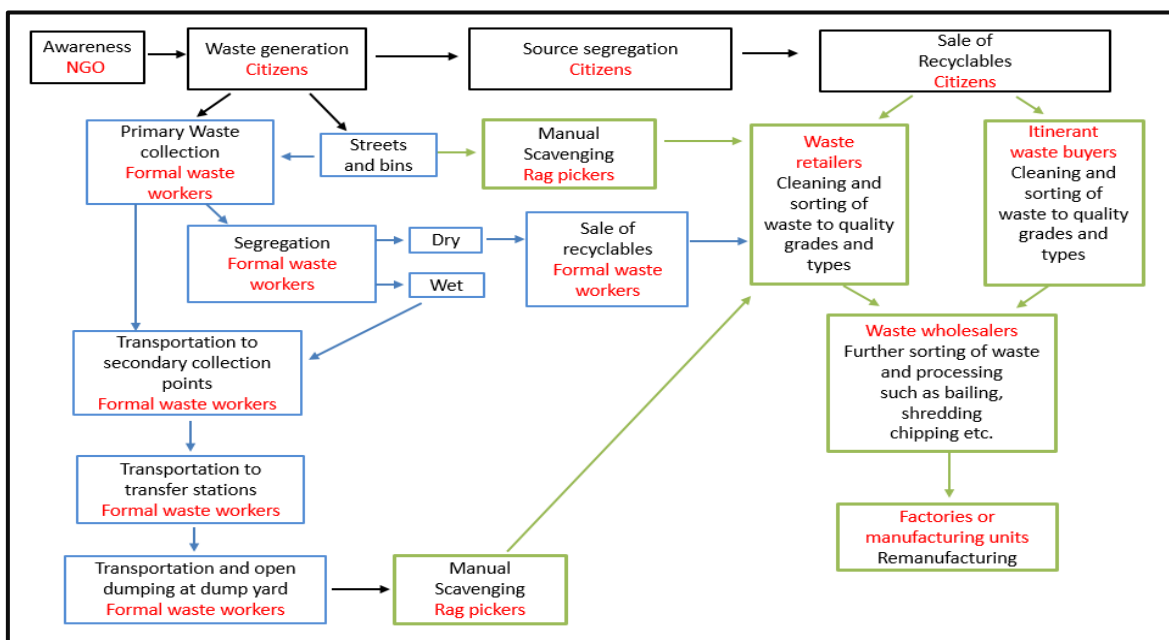 Awareness
NGO
Waste generation
Citizens
Source segregation
Citizens
Sale of
Recyclables
Citizens
Primary Waste
collection
Formal waste
workers
Streets
and bins
Manual
Scavenging
Rag pickers
Waste
retailers
Cleaning and
sorting of
waste to quality
grades and
types
Itinerant
waste buyers
Cleaning and
sorting of
waste to quality
grades and
types
Segregation
Formal waste
workers
Dry
Wet
Sale of
recyclables
Formal waste
workers
Transportation to
secondary collection
points
Formal waste workers
Waste wholesalers
Further sorting of waste
and processing
such as bailing,
shredding
chipping etc.
Transportation to
transfer stations
Formal waste workers
Factories or
manufacturing units
Remanufacturing
Transportation and open
dumping at dump yard
Formal waste workers
Manual
Scavenging
Rag pickers